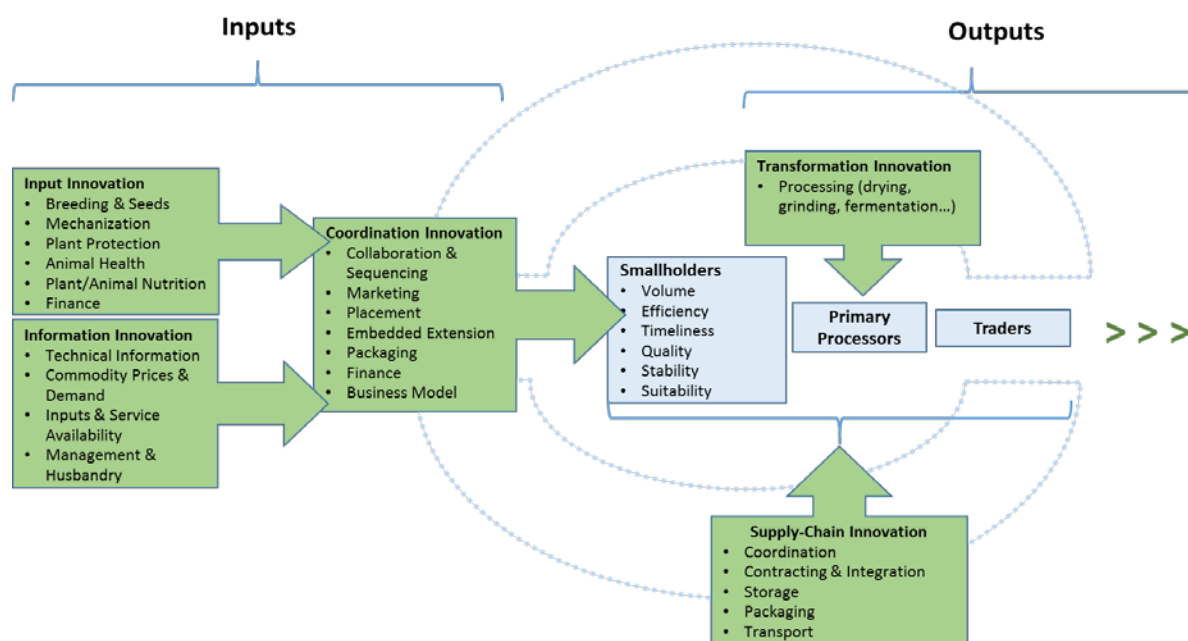 Inputs
Outputs
Input Innovation
• Breeding & Seeds
• Mechanization
• Plant Protection
• Animal Health
• Plant/Animal Nutrition
• Finance
Information Innovation
• Technical Information
• Commodity Prices &
Demand
• Inputs & Service
Availability
• Management &
Husbandry
Coordination Innovation
• Collaboration &
Sequencing
• Marketing
• Placement
• Embedded Extension
• Packaging
• Finance
• Business Model
Smallholders
• Volume
• Efficiency
• Timeliness
• Quality
• Stability
• Suitability
Transformation Innovation
• Processing (drying,
grinding, fermentation...)
Primary
Processors
Traders
> > >
Supply-Chain Innovation
• Coordination
• Contracting & Integration
• Storage
• Packaging
• Transport